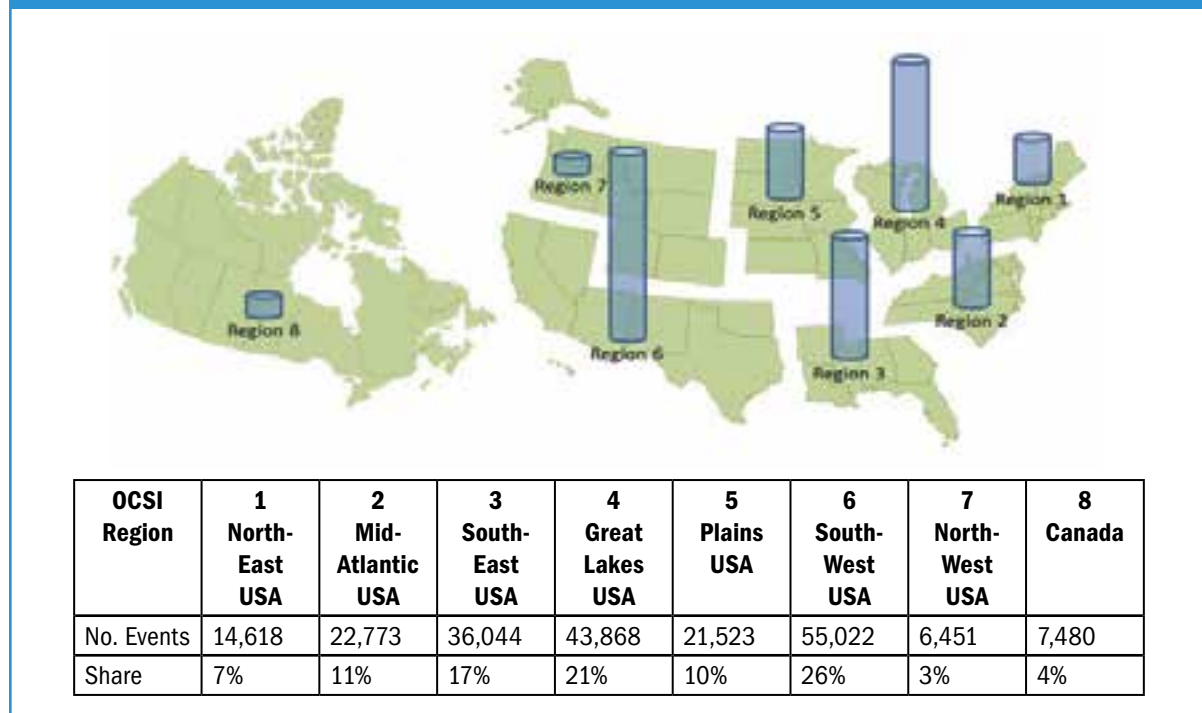 Region 7
Region 5
Region 4
Region 1
Region 8
Region 6
Region 3
Region 2
OCSI Region 1 North-East USA 2 Mid-Atlantic USA 3 South-East USA 4 Great Lakes USA 5 Plains USA 6 South-West USA 7 North-West USA 8 Canada
No. Events 14,618 22,773 36,044 43,868 21,523 55,022 6,451 7,480
Share 7% 11% 17% 21% 10% 26% 3% 4%